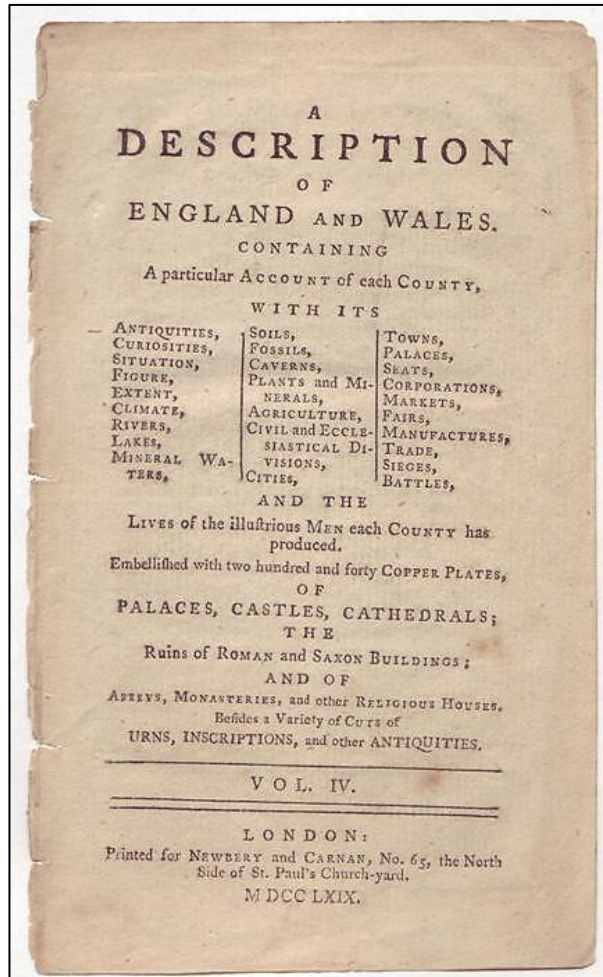 A
DESCRIPTION
OF
ENGLAND AND WALES.
CONTAINING
A particular ACCOUNT of each COUNTY,
WITH ITS
ANTIQUITIES,
CURIOSITIES,
SITUATION,
FIGURE,
EXTENT,
CLIMATE,
RIVERS,
LAKES,
MINERAL WA-
TERS,
SOILS,
FOSSILS,
CAVERNS,
PLANTS and MI-
NERALS,
AGRICULTURE,
CIVIL and ECCLE-
SIASTICAL DI-
VISIONS,
CITIES,
TOWNS,
PALACES,
SEATS,
CORPORATIONS,
MARKETS,
FAIRS,
MANUFACTURES,
TRADE,
SIEGES,
BATTLES,
AND THE
LIVES of the illuſtrious MEN each COUNTY has
produced.
Embelliſhed with two hundred and forty COPPER PLATES,
OF
PALACES, CASTLES, CATHEDRALS;
THE
Ruins of ROMAN and SAXON BUILDINGS;
AND OF
ABBEYS, MONASTERIES, and other RELIGIOUS HOUSES.
Beſides a Variety of CUTS of
URNS, INSCRIPTIONS, and other ANTIQUITIES.
VOL. IV.
LONDON:
Printed for NEWBERY and CARNAN, No. 65, the North
Side of St. Paul's Church-yard.
M DCC LXIX.